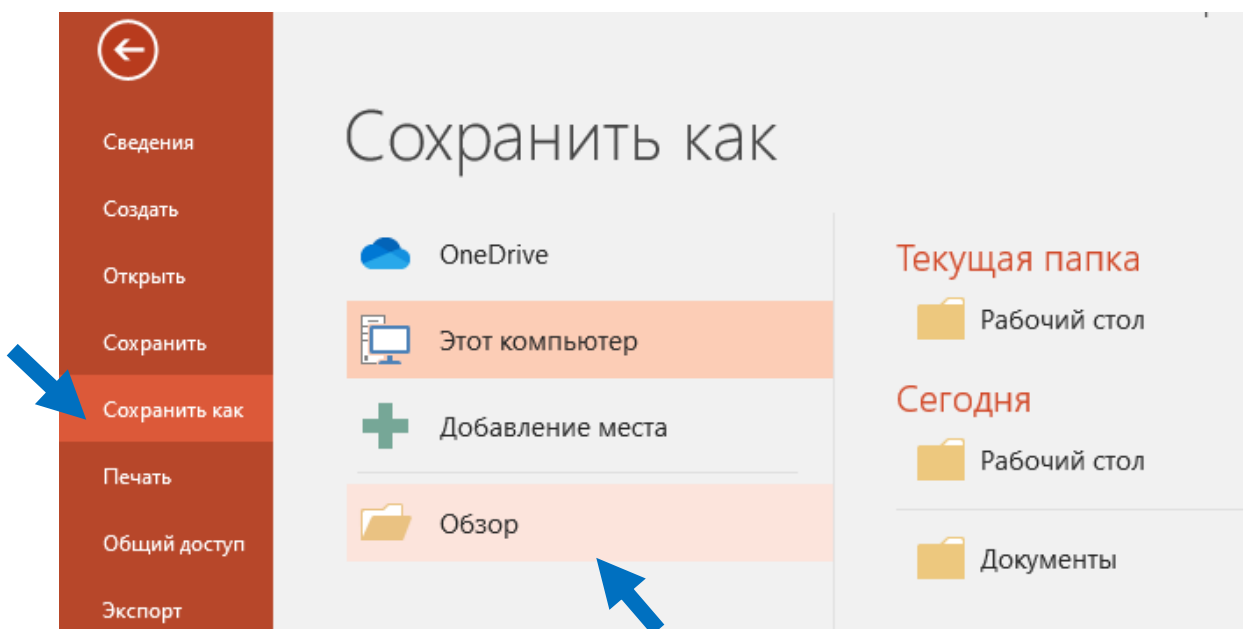 Сведения
Создать
Открыть
Сохранить
Сохранить как
Печать
Общий доступ
Экспорт
Сохранить как
OneDrive
Этот компьютер
Добавление места
Обзор
Текущая папка
Рабочий стол
Сегодня
Рабочий стол
Документы